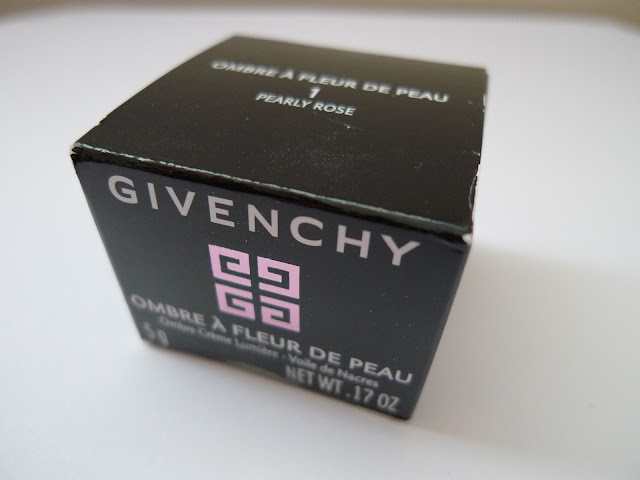 OMBRE À FLEUR DE PEAU
1
PEARLY ROSE
GIVENCHY
OMBRE À FLEUR DE PEAU
Ombre Crème Lumière - Voile de Nacres
5 g NET WT .17 OZ